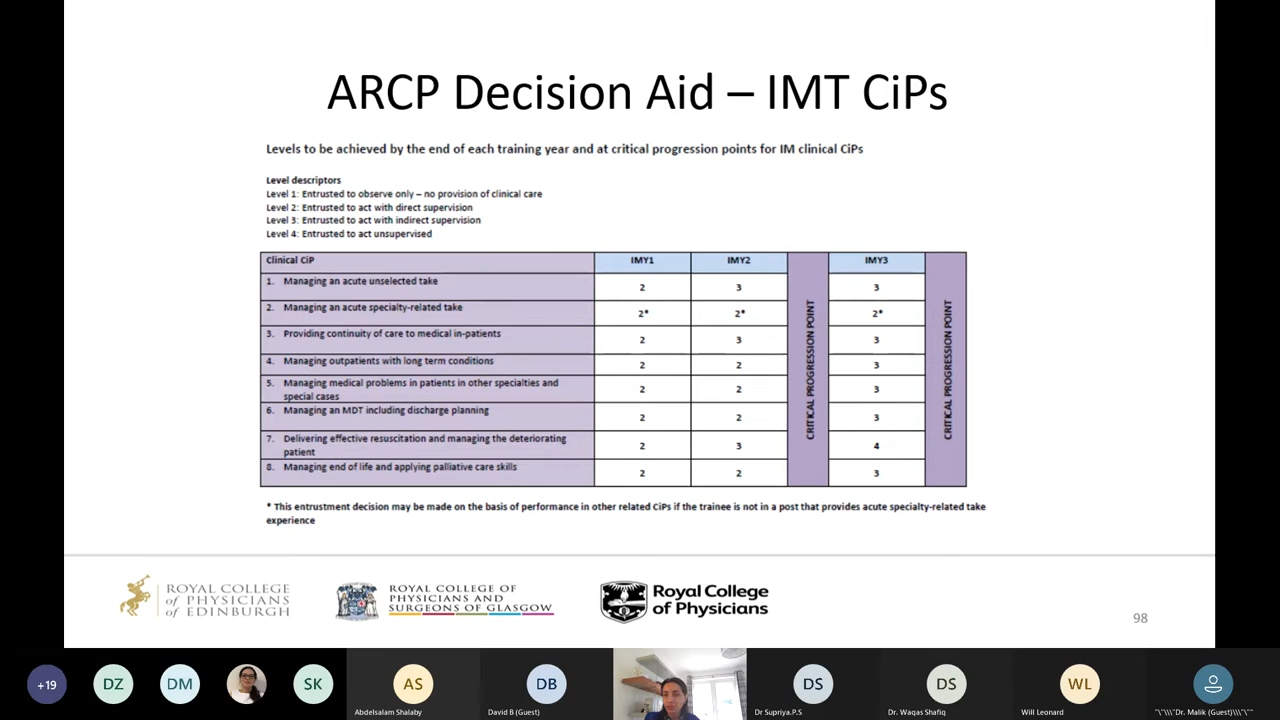 ARCP Decision Aid – IMT CiPs
Levels to be achieved by the end of each training year and at critical progression points for IM clinical CiPs
Level descriptors
Level 1: Entrusted to observe only – no provision of clinical care
Level 2: Entrusted to act with direct supervision
Level 3: Entrusted to act with indirect supervision
Level 4: Entrusted to act unsupervised
Clinical CiP IMY1 IMY2 IMY3
1. Managing an acute unselected take 2 3 3
2. Managing an acute specialty-related take 2* 2* 2*
3. Providing continuity of care to medical in-patients 2 3 3
4. Managing outpatients with long term conditions 2 2 3
5. Managing medical problems in patients in other specialties and
special cases 2 2 3
6. Managing an MDT including discharge planning 2 2 3
7. Delivering effective resuscitation and managing the deteriorating
patient 2 3 4
8. Managing end of life and applying palliative care skills 2 2 3
CRITICAL PROGRESSION POINT
CRITICAL PROGRESSION POINT
* This entrustment decision may be made on the basis of performance in other related CiPs if the trainee is not in a post that provides acute specialty-related take
experience
ROYAL COLLEGE
of PHYSICIANS
of EDINBURGH
ROYAL COLLEGE OF
PHYSICIANS AND
SURGEONS OF GLASGOW
Royal College
of Physicians
98
+19
DZ
DM
SK
AS
Abdelsalam Shalaby
DB
David B (Guest)
DS
Dr Supriya.P.S
DS
Dr. Waqas Shafiq
WL
Will Leonard
"\"\\\"Dr. Malik (Guest)\\\"\""